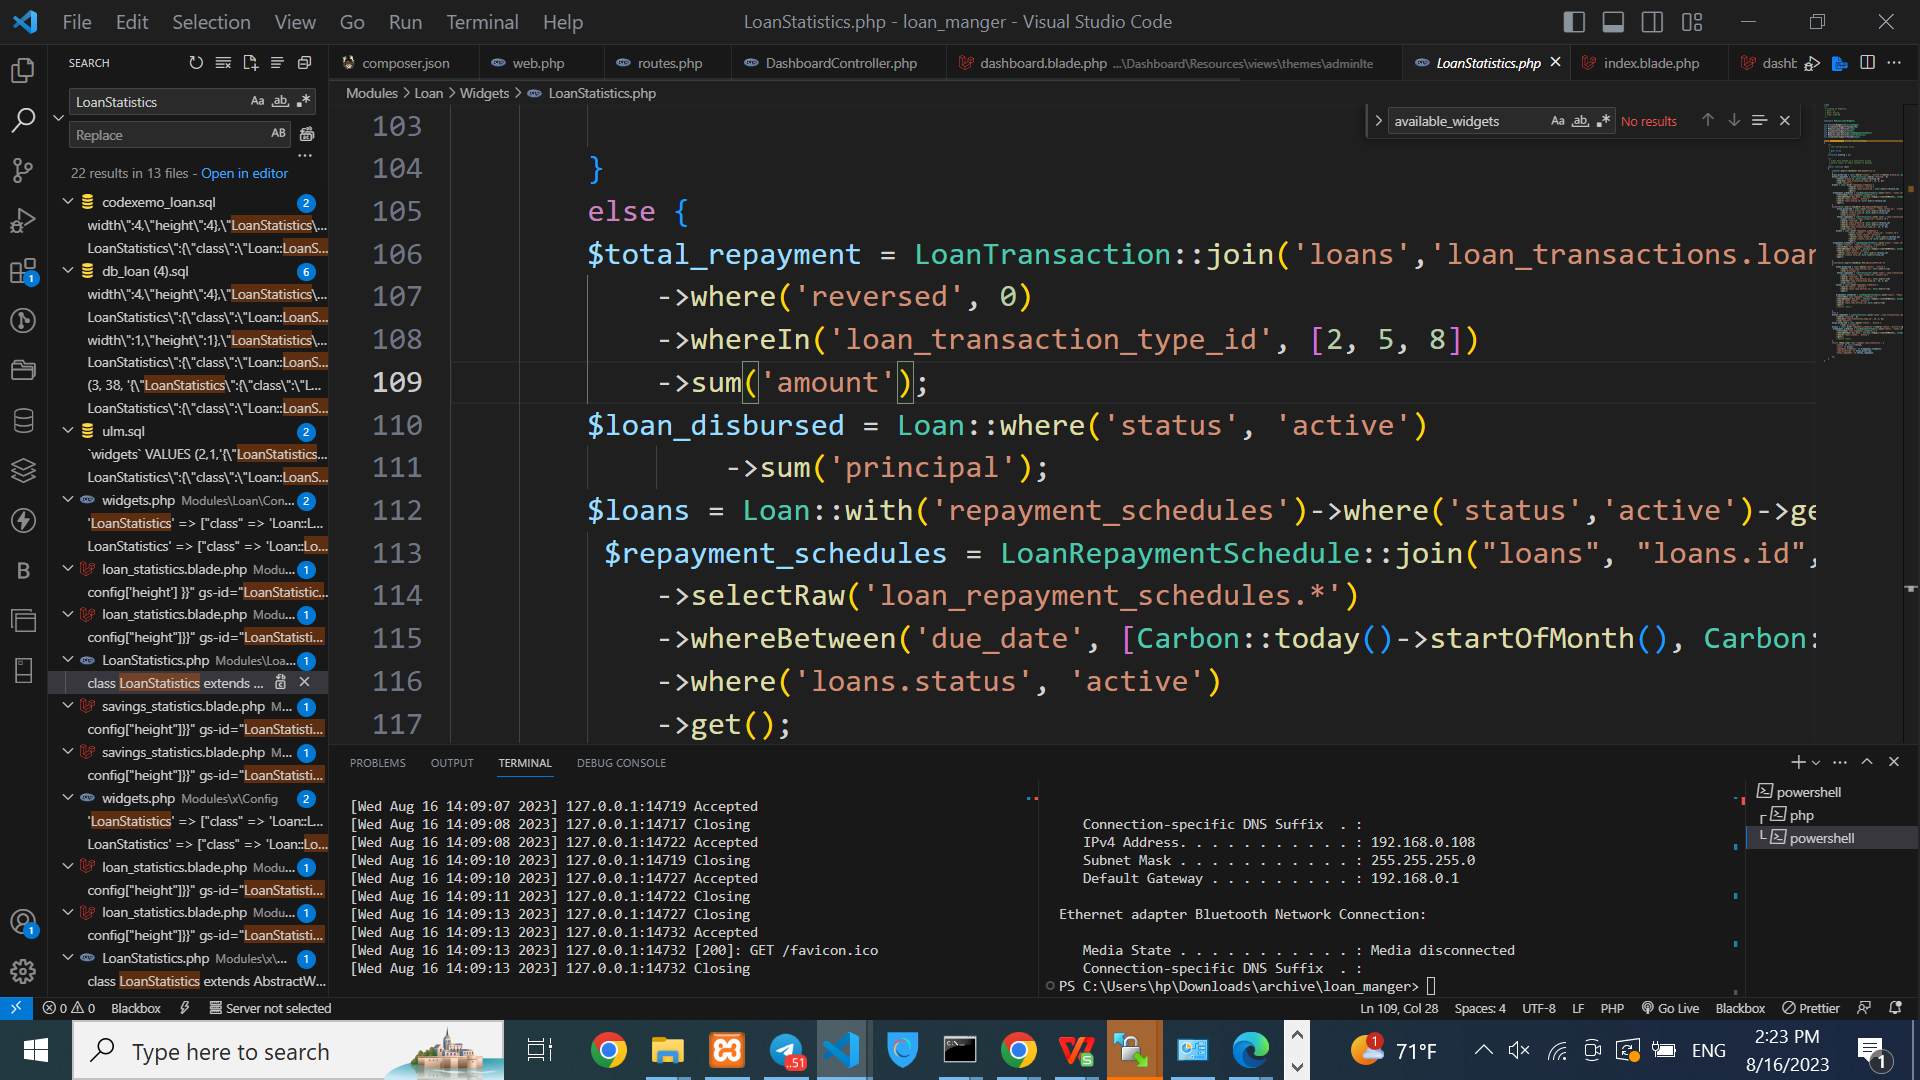 File Edit Selection View Go Run Terminal Help
LoanStatistics.php - loan_manger - Visual Studio Code
SEARCH
composer.json
web.php
routes.php
DashboardController.php
dashboard.blade.php ...\Dashboard\Resources\views\themes\adminlte
LoanStatistics.php
index.blade.php
dashb
Modules > Loan > Widgets > LoanStatistics.php
LoanStatistics
Aa ab
Replace
AB
22 results in 13 files - Open in editor
codexemo_loan.sql 2
width\":4,\"height\":4},\"LoanStatistics\...
LoanStatistics\":{\"class\":\"Loan::LoanS...
db_loan (4).sql 6
width\":4,\"height\":4},\"LoanStatistics\...
LoanStatistics\":{\"class\":\"Loan::LoanS...
width\":1,\"height\":1},\"LoanStatistics\...
LoanStatistics\":{\"class\":\"Loan::LoanS...
(3, 38, '{\"LoanStatistics\":{\"class\":\"L...
LoanStatistics\":{\"class\":\"Loan::LoanS...
ulm.sql 2
`widgets` VALUES (2,1,'{\"LoanStatistics...
LoanStatistics\":{\"class\":\"Loan::LoanS...
widgets.php Modules\Loan\Con... 2
'LoanStatistics' => ["class" => 'Loan::L...
LoanStatistics' => ["class" => 'Loan::Lo...
loan_statistics.blade.php Modu... 1
config['height'] }}" gs-id="LoanStatistic...
loan_statistics.blade.php Modu... 1
config["height"]}}" gs-id="LoanStatisti...
LoanStatistics.php Modules\Loa... 1
class LoanStatistics extends ...
savings_statistics.blade.php M... 1
config["height"]}}" gs-id="LoanStatisti...
savings_statistics.blade.php M... 1
config["height"]}}" gs-id="LoanStatisti...
widgets.php Modules\x\Config 2
'LoanStatistics' => ["class" => 'Loan::L...
LoanStatistics' => ["class" => 'Loan::Lo...
loan_statistics.blade.php Modu... 1
config["height"]}}" gs-id="LoanStatisti...
loan_statistics.blade.php Modu... 1
config["height"]}}" gs-id="LoanStatisti...
LoanStatistics.php Modules\x\... 1
class LoanStatistics extends AbstractW...
available_widgets Aa ab No results
103
104 }
105 else {
106 $total_repayment = LoanTransaction::join('loans','loan_transactions.loan
107 ->where('reversed', 0)
108 ->whereIn('loan_transaction_type_id', [2, 5, 8])
109 ->sum('amount');
110 $loan_disbursed = Loan::where('status', 'active')
111 ->sum('principal');
112 $loans = Loan::with('repayment_schedules')->where('status','active')->ge
113 $repayment_schedules = LoanRepaymentSchedule::join("loans", "loans.id",
114 ->selectRaw('loan_repayment_schedules.*')
115 ->whereBetween('due_date', [Carbon::today()->startOfMonth(), Carbon:
116 ->where('loans.status', 'active')
117 ->get();
PROBLEMS OUTPUT TERMINAL DEBUG CONSOLE
[Wed Aug 16 14:09:07 2023] 127.0.0.1:14719 Accepted
[Wed Aug 16 14:09:08 2023] 127.0.0.1:14717 Closing
[Wed Aug 16 14:09:08 2023] 127.0.0.1:14722 Accepted
[Wed Aug 16 14:09:10 2023] 127.0.0.1:14719 Closing
[Wed Aug 16 14:09:10 2023] 127.0.0.1:14727 Accepted
[Wed Aug 16 14:09:11 2023] 127.0.0.1:14722 Closing
[Wed Aug 16 14:09:13 2023] 127.0.0.1:14727 Closing
[Wed Aug 16 14:09:13 2023] 127.0.0.1:14732 Accepted
[Wed Aug 16 14:09:13 2023] 127.0.0.1:14732 [200]: GET /favicon.ico
[Wed Aug 16 14:09:13 2023] 127.0.0.1:14732 Closing
Connection-specific DNS Suffix . :
IPv4 Address. . . . . . . . . . . : 192.168.0.108
Subnet Mask . . . . . . . . . . . : 255.255.255.0
Default Gateway . . . . . . . . . : 192.168.0.1
Ethernet adapter Bluetooth Network Connection:
Media State . . . . . . . . . . . : Media disconnected
Connection-specific DNS Suffix . :
PS C:\Users\hp\Downloads\archive\loan_manger>
powershell
php
powershell
0 0 Blackbox Server not selected
Ln 109, Col 28 Spaces: 4 UTF-8 LF PHP Go Live Blackbox Prettier
Type here to search
..51
1
71°F
ENG
2:23 PM
8/16/2023
1